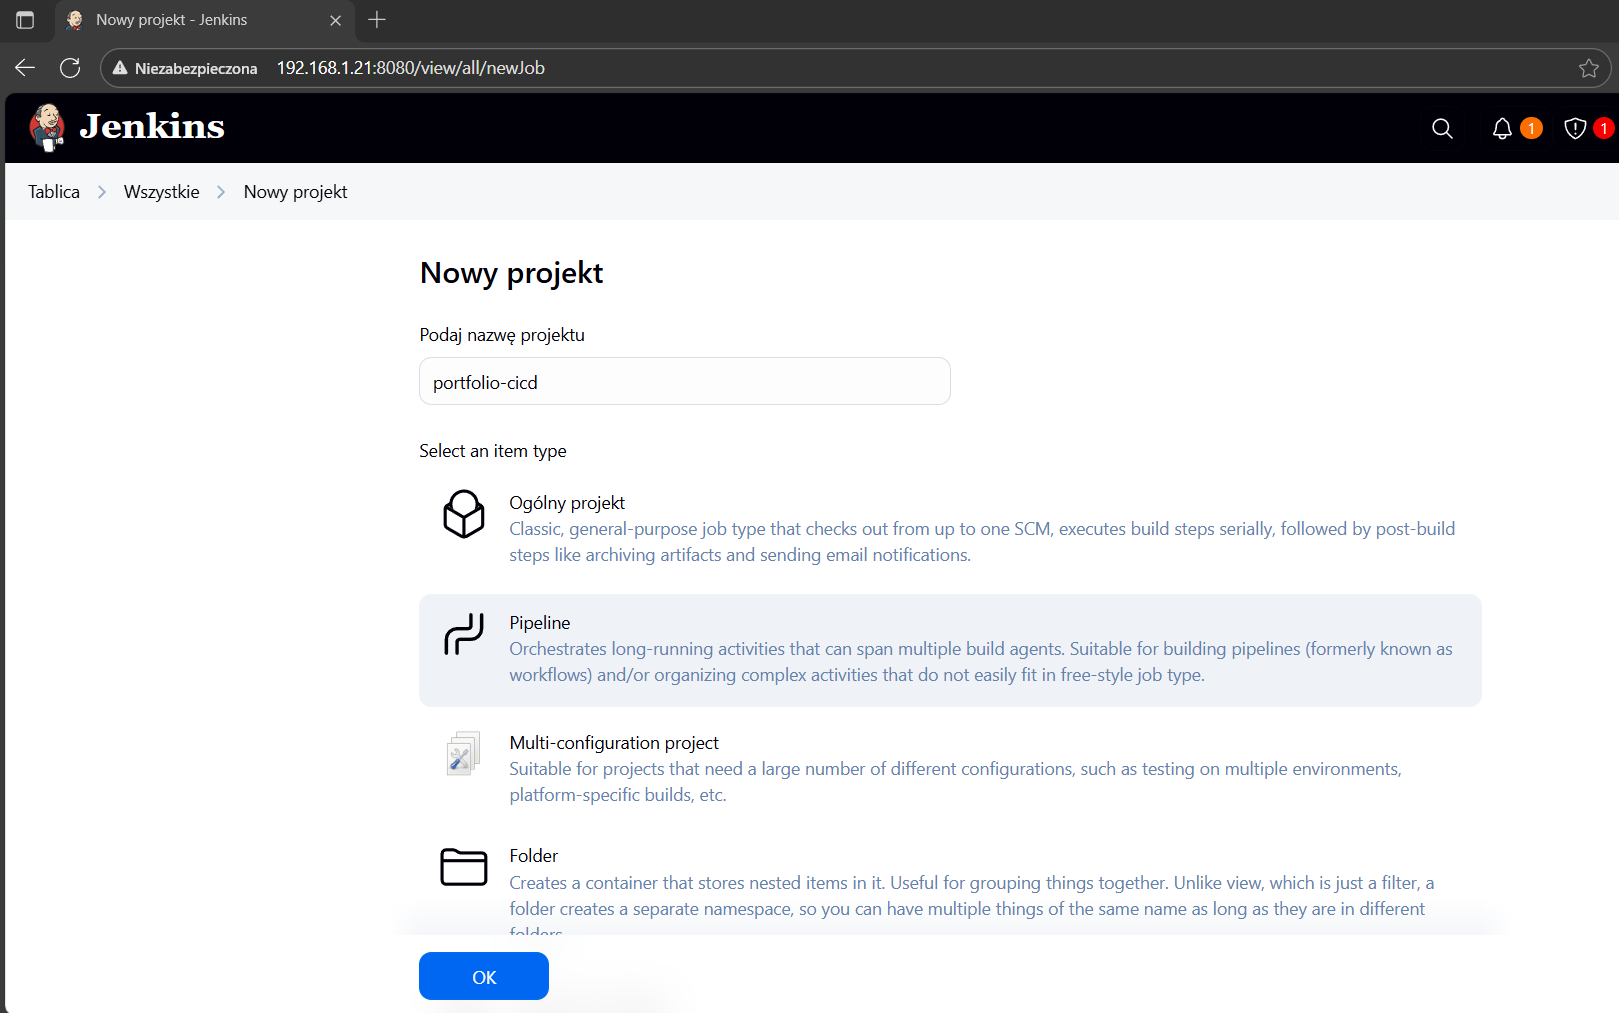 Nowy projekt - Jenkins
Niezabezpieczona 192.168.1.21:8080/view/all/newJob
Jenkins
1
1
Tablica
Wszystkie
Nowy projekt
Nowy projekt
Podaj nazwę projektu
portfolio-cicd
Select an item type
Ogólny projekt
Classic, general-purpose job type that checks out from up to one SCM, executes build steps serially, followed by post-build
steps like archiving artifacts and sending email notifications.
Pipeline
Orchestrates long-running activities that can span multiple build agents. Suitable for building pipelines (formerly known as
workflows) and/or organizing complex activities that do not easily fit in free-style job type.
Multi-configuration project
Suitable for projects that need a large number of different configurations, such as testing on multiple environments,
platform-specific builds, etc.
Folder
Creates a container that stores nested items in it. Useful for grouping things together. Unlike view, which is just a filter, a
folder creates a separate namespace, so you can have multiple things of the same name as long as they are in different
folders.
OK